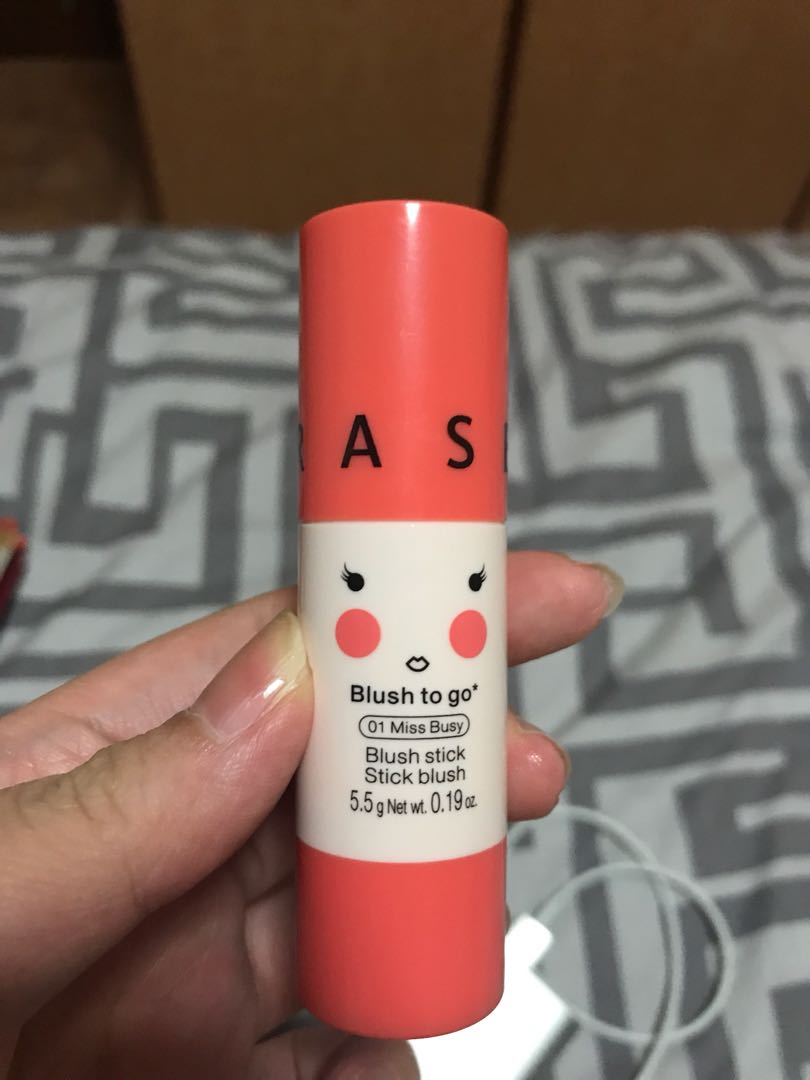 R A S E
Blush to go*
01 Miss Busy
Blush stick
Stick blush
5.5 g Net wt. 0.19 oz.